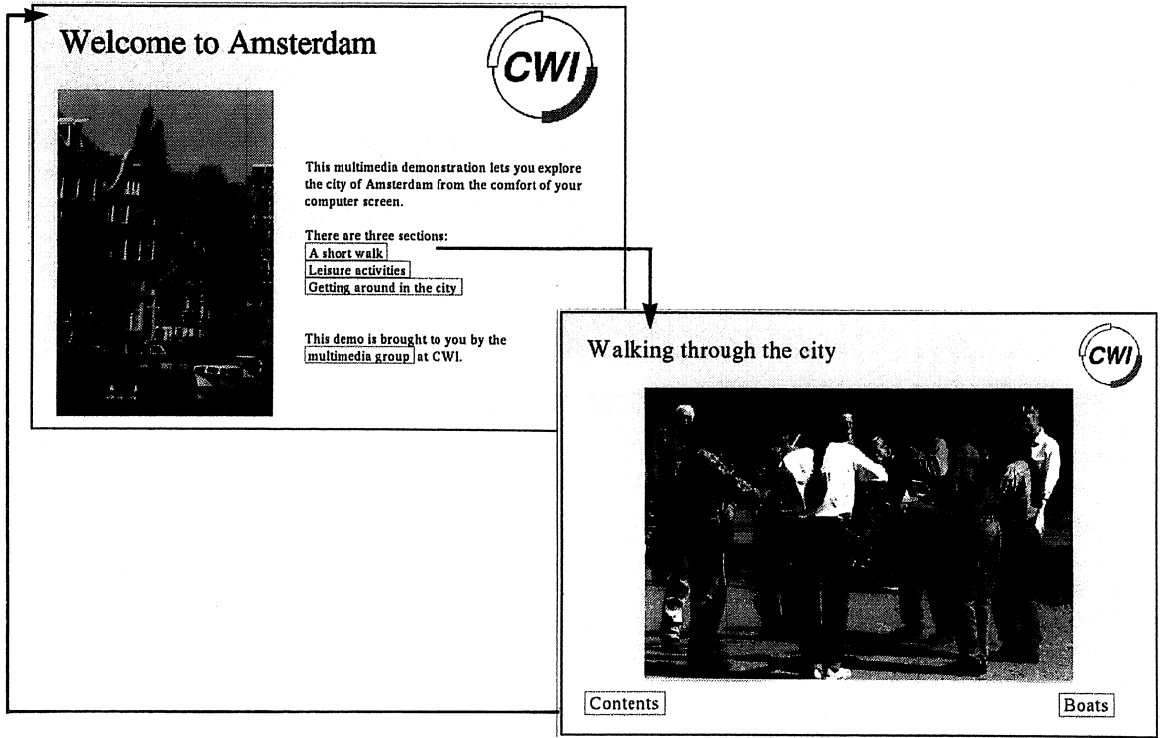 Welcome to Amsterdam
CWI
This multimedia demonstration lets you explore
the city of Amsterdam from the comfort of your
computer screen.
There are three sections:
A short walk
Leisure activities
Getting around in the city
This demo is brought to you by the
multimedia group at CWI.
Walking through the city
CWI
Contents
Boats